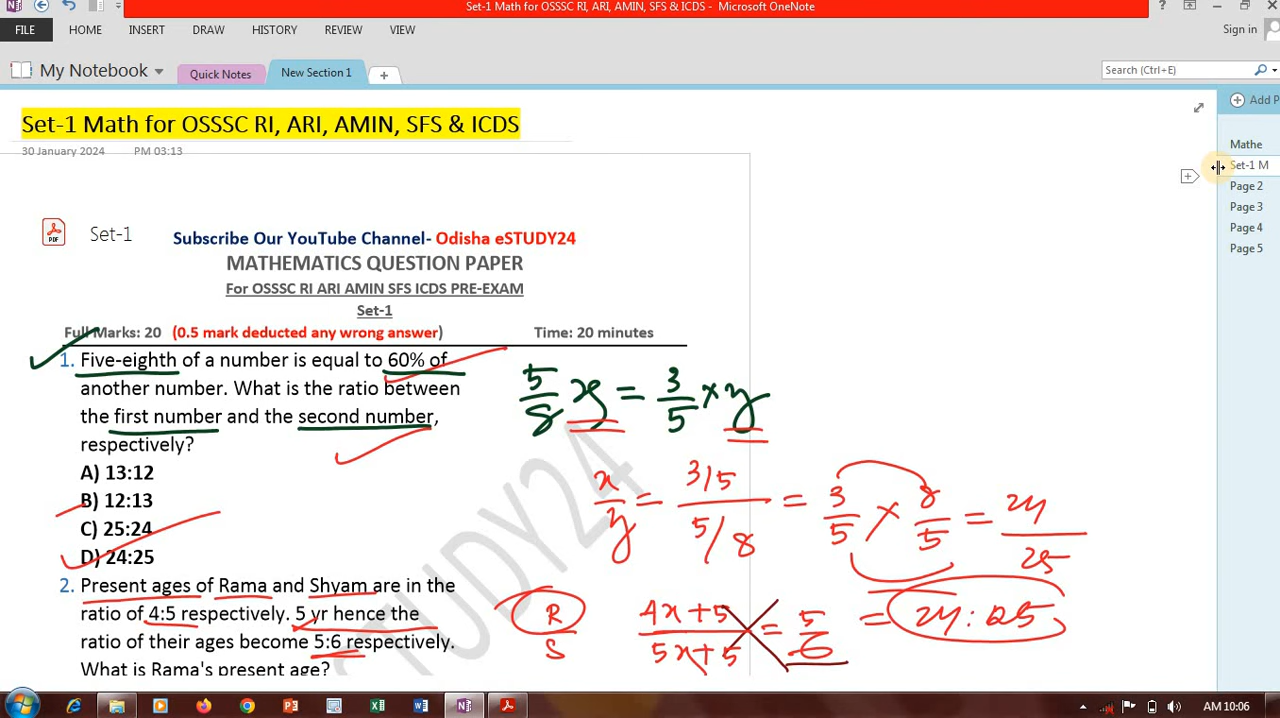 Set-1 Math for OSSSC RI, ARI, AMIN, SFS & ICDS - Microsoft OneNote
FILE HOME INSERT DRAW HISTORY REVIEW VIEW
Sign in
My Notebook Quick Notes New Section 1
Search (Ctrl+E)
Set-1 Math for OSSSC RI, ARI, AMIN, SFS & ICDS
30 January 2024 PM 03:13
Add P
Mathe
Set-1 M
Page 2
Page 3
Page 4
Page 5
PDF
Set-1
Subscribe Our YouTube Channel- Odisha eSTUDY24
MATHEMATICS QUESTION PAPER
For OSSSC RI ARI AMIN SFS ICDS PRE-EXAM
Set-1
Full Marks: 20 (0.5 mark deducted any wrong answer) Time: 20 minutes
1. Five-eighth of a number is equal to 60% of
another number. What is the ratio between
the first number and the second number,
respectively?
A) 13:12
B) 12:13
C) 25:24
D) 24:25
2. Present ages of Rama and Shyam are in the
ratio of 4:5 respectively. 5 yr hence the
ratio of their ages become 5:6 respectively.
What is Rama's present age?
5/8 x = 3/5 × y
x/y = 3/5 / 5/8 = 3/5 × 8/5 = 24/25
= 24:25
R/S 4x+5/5x+5 = 5/6
STUDY24
AM 10:06